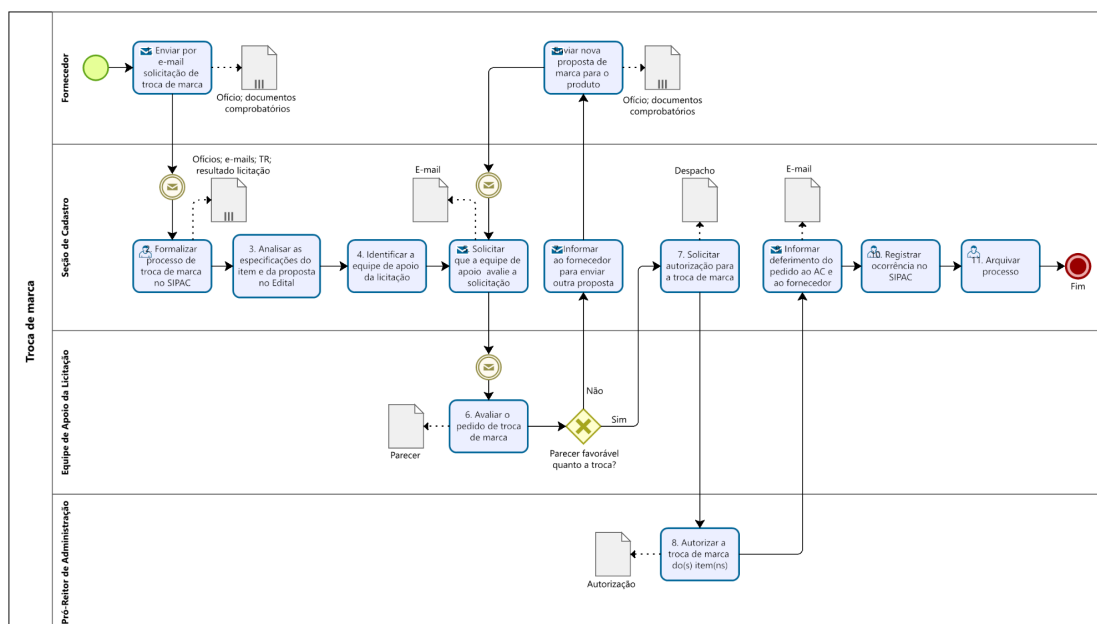 Troca de marca
Fornecedor
Enviar por
e-mail
solicitação de
troca de marca
Ofício; documentos
comprobatórios
viar nova
proposta de
marca para o
produto
Ofício; documentos
comprobatórios
Seção de Cadastro
Ofícios; e-mails; TR;
resultado licitação
E-mail
Despacho
E-mail
Formalizar
processo de
troca de marca
no SIPAC
3. Analisar as
especificações do
item e da proposta
no Edital
4. Identificar a
equipe de apoio
da licitação
Solicitar
que a equipe de
apoio avalie a
solicitação
Informar
ao fornecedor
para enviar
outra proposta
7. Solicitar
autorização para
a troca de marca
Informar
deferimento do
pedido ao AC e
ao fornecedor
10. Registrar
ocorrência no
SIPAC
11. Arquivar
processo
Fim
Equipe de Apoio da Licitação
6. Avaliar o
pedido de troca
de marca
Parecer
Não
Sim
Parecer favorável
quanto a troca?
Pró-Reitor de Administração
8. Autorizar a
troca de marca
do(s) item(ns)
Autorização